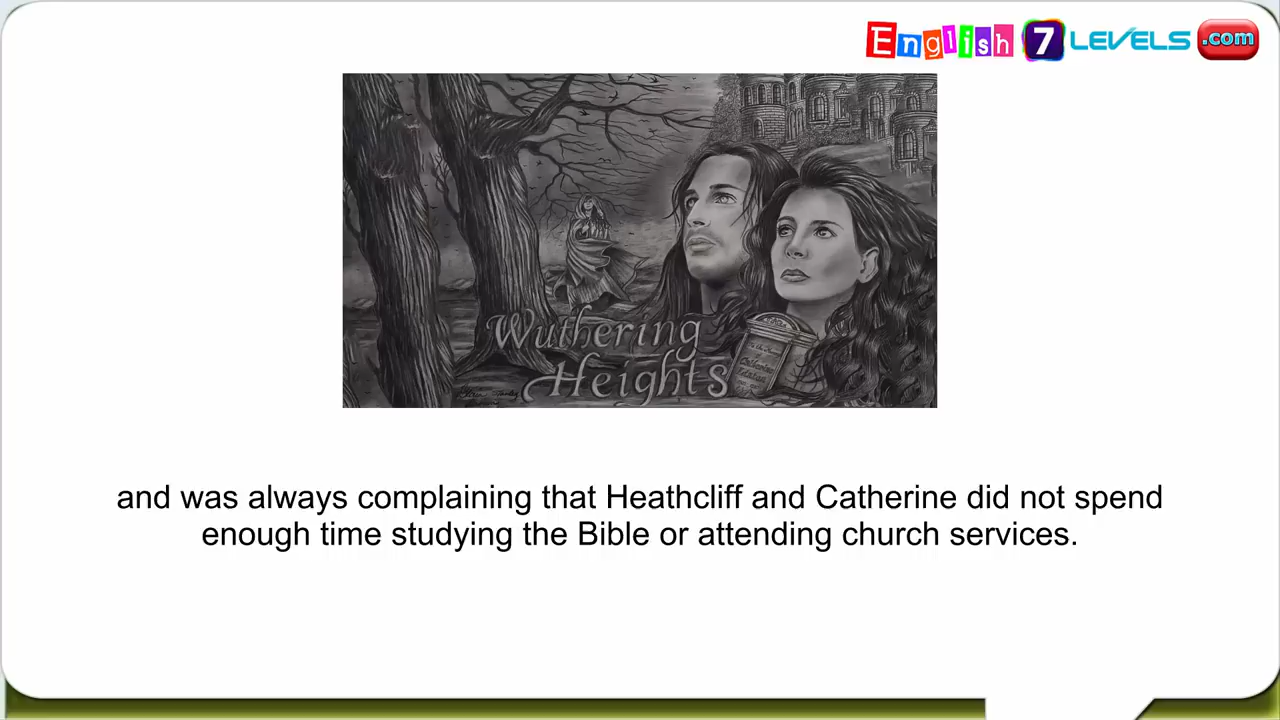 English 7 LEVELS .com
Wuthering
Heights
and was always complaining that Heathcliff and Catherine did not spend
enough time studying the Bible or attending church services.